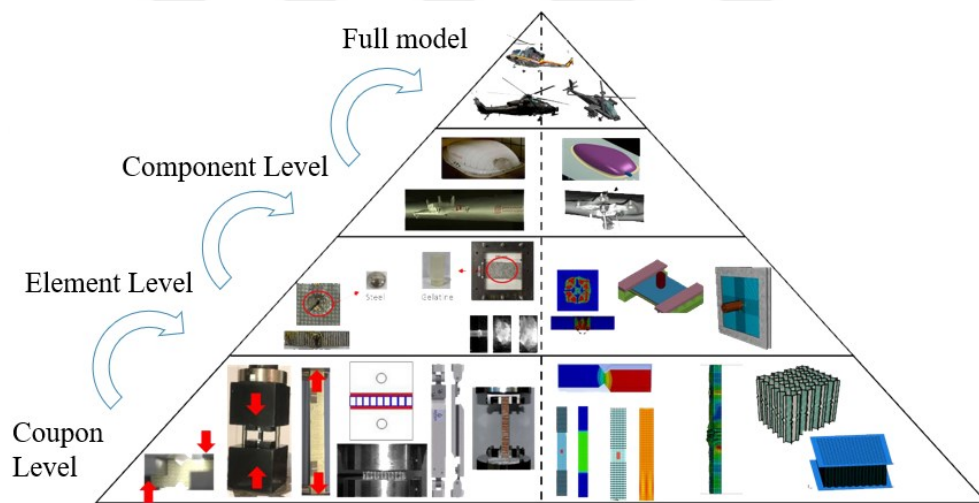 Full model
Component Level
Element Level
Steel
Gelatine
Coupon
Level